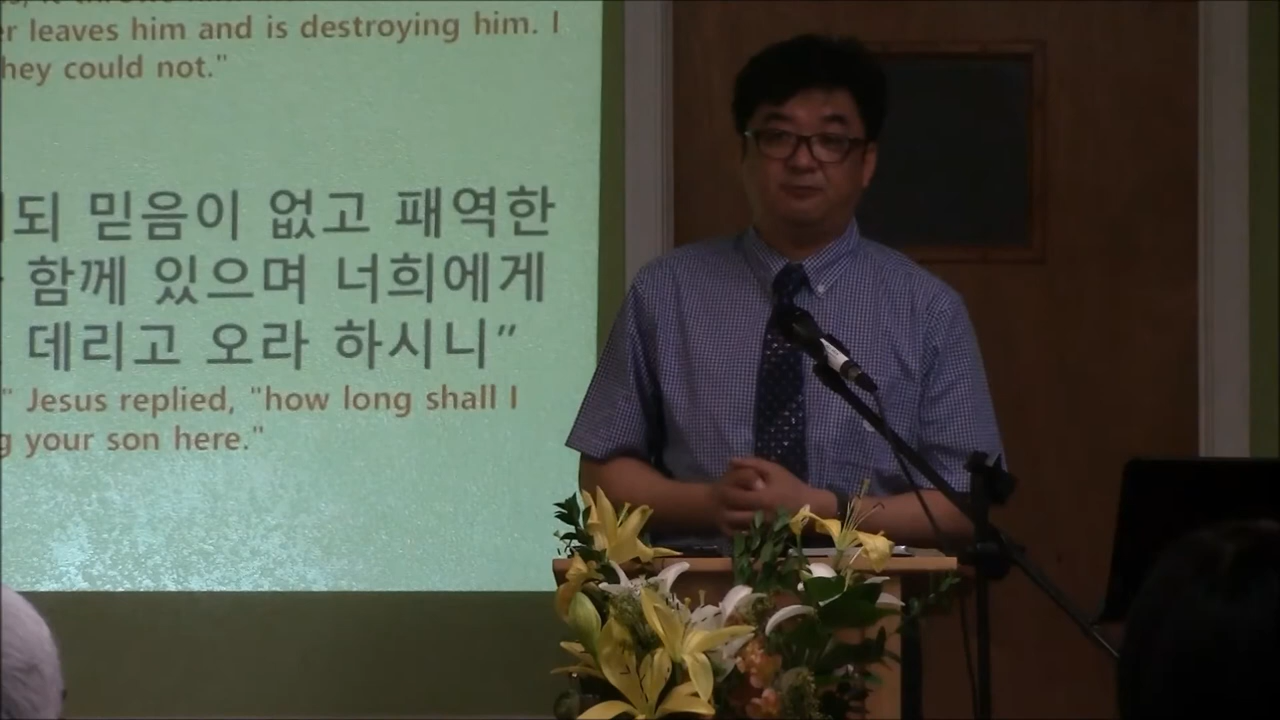 er leaves him and is destroying him. I
they could not."
되 믿음이 없고 패역한
함께 있으며 너희에게
데리고 오라 하시니”
" Jesus replied, "how long shall I
g your son here."